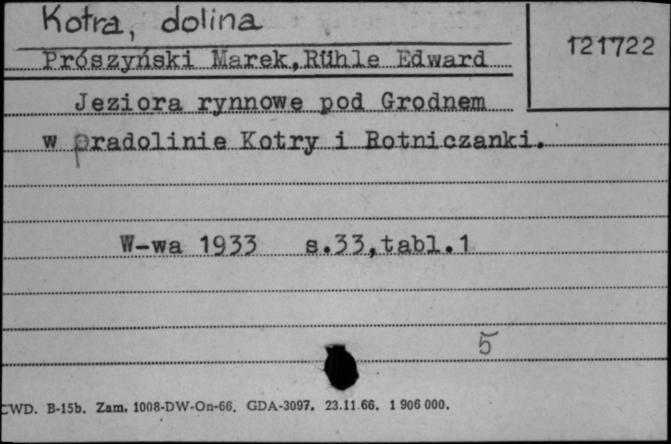 Kotra, dolina
121722
Prószyński Marek,Rühle Edward
Jeziora rynnowe pod Grodnem
w pradolinie Kotry i Rotniczanki.
W-wa 1933 s.33,tabl.1
5
CWD. B-15b. Zam. 1008-DW-On-66. GDA-3097. 23.11.66. 1 906 000.